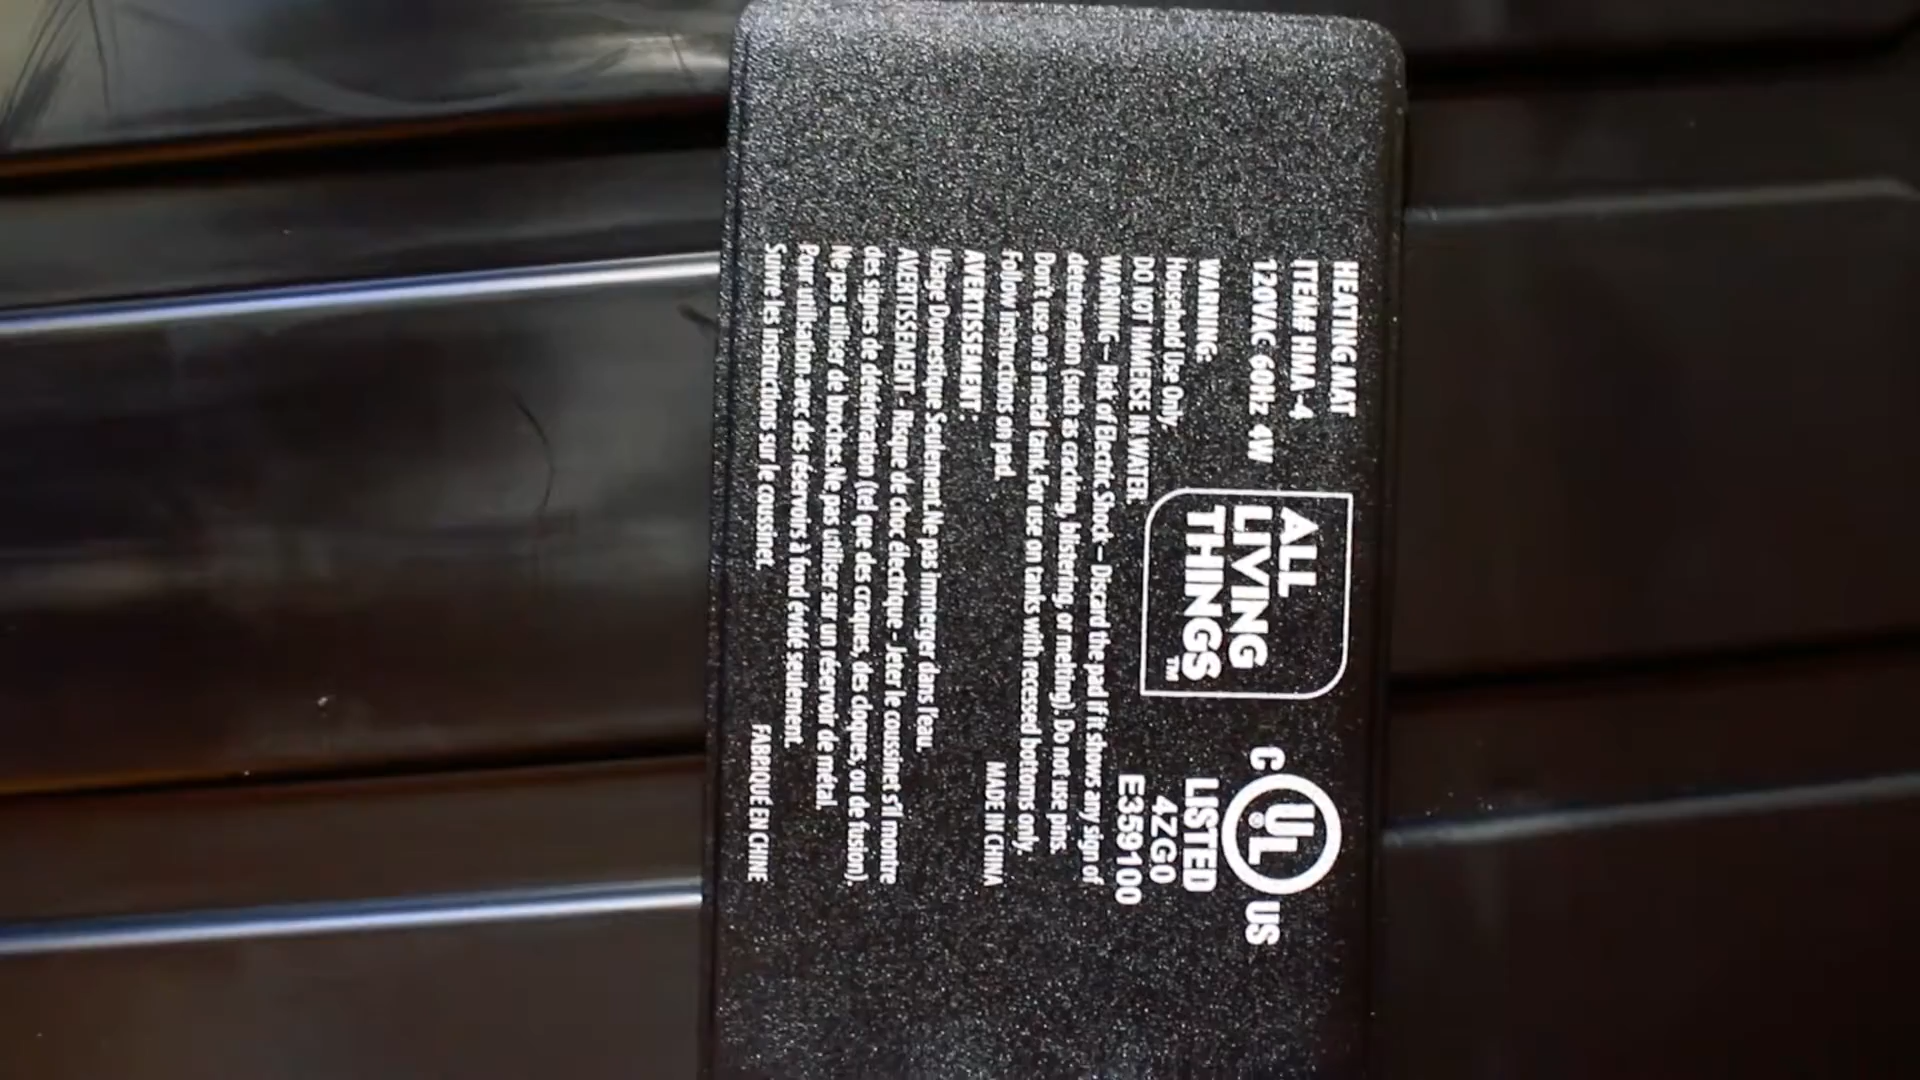 HEATING MAT
ITEM# HMA-4
120VAC 60Hz 4W
ALL
LIVING
THINGS
TM
C UL US
®
LISTED
4ZG0
E359100
WARNING:
Household Use Only.
DO NOT IMMERSE IN WATER.
WARNING – Risk of Electric Shock – Discard the pad if it shows any sign of
deterioration (such as cracking, blistering, or melting). Do not use pins.
Don't use on a metal tank.For use on tanks with recessed bottoms only.
Follow instructions on pad.
MADE IN CHINA
AVERTISSEMENT :
Usage Domestique Seulement.Ne pas immerger dans l'eau.
AVERTISSEMENT - Risque de choc électrique - Jeter le coussinet s'il montre
des signes de détérioration (tel que des craques, des cloques, ou de fusion).
Ne pas utiliser de broches.Ne pas utiliser sur un réservoir de métal.
Pour utilisation avec des réservoirs à fond évidé seulement.
Suivre les instructions sur le coussinet.
FABRIQUÉ EN CHINE